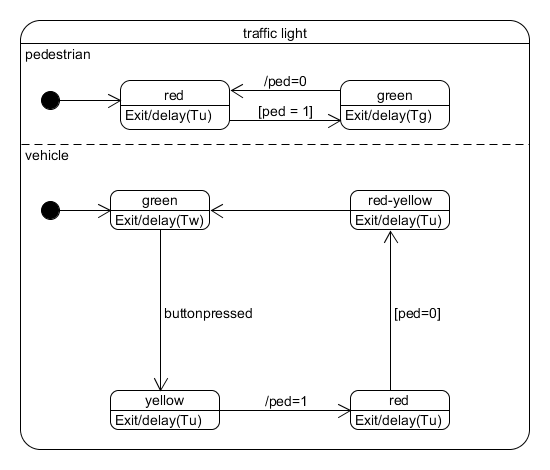 traffic light
pedestrian
/ped=0
red
green
Exit/delay(Tu)
[ped = 1]
Exit/delay(Tg)
vehicle
green
red-yellow
Exit/delay(Tw)
Exit/delay(Tu)
buttonpressed
[ped=0]
yellow
/ped=1
red
Exit/delay(Tu)
Exit/delay(Tu)